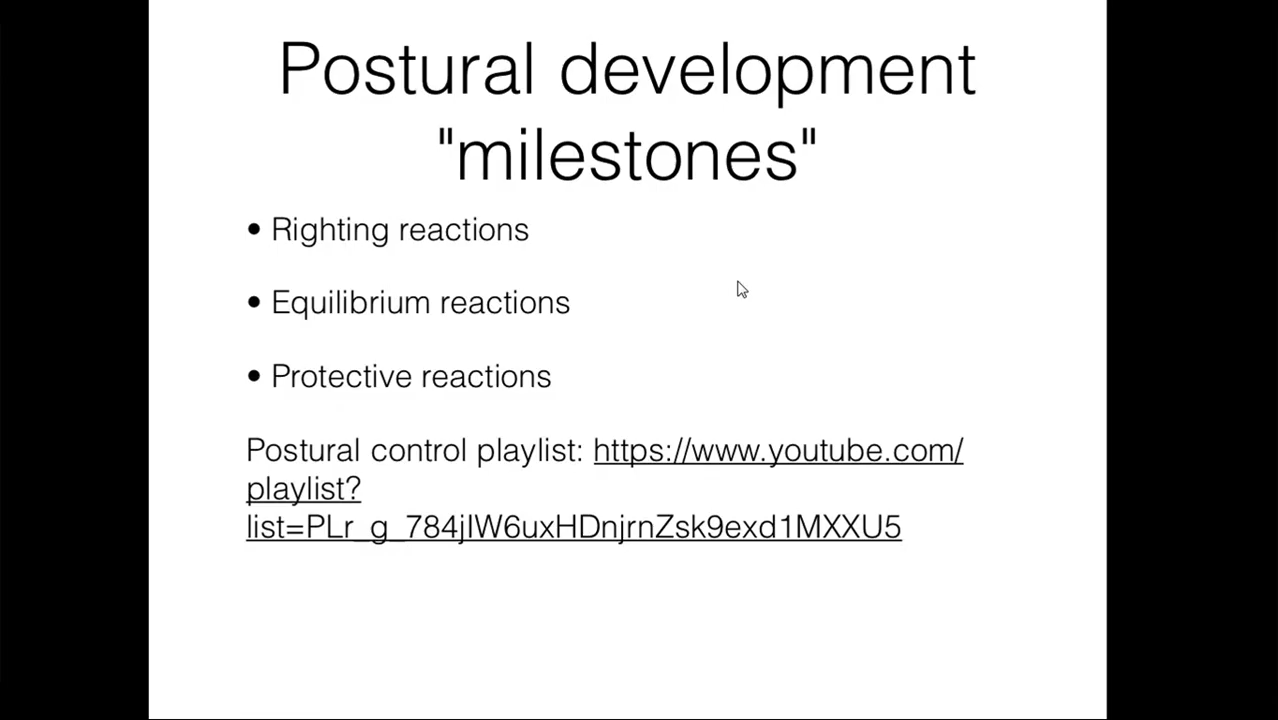 Postural development
"milestones"
• Righting reactions
• Equilibrium reactions
• Protective reactions
Postural control playlist: https://www.youtube.com/
playlist?
list=PLr_g_784jIW6uxHDnjrnZsk9exd1MXXU5